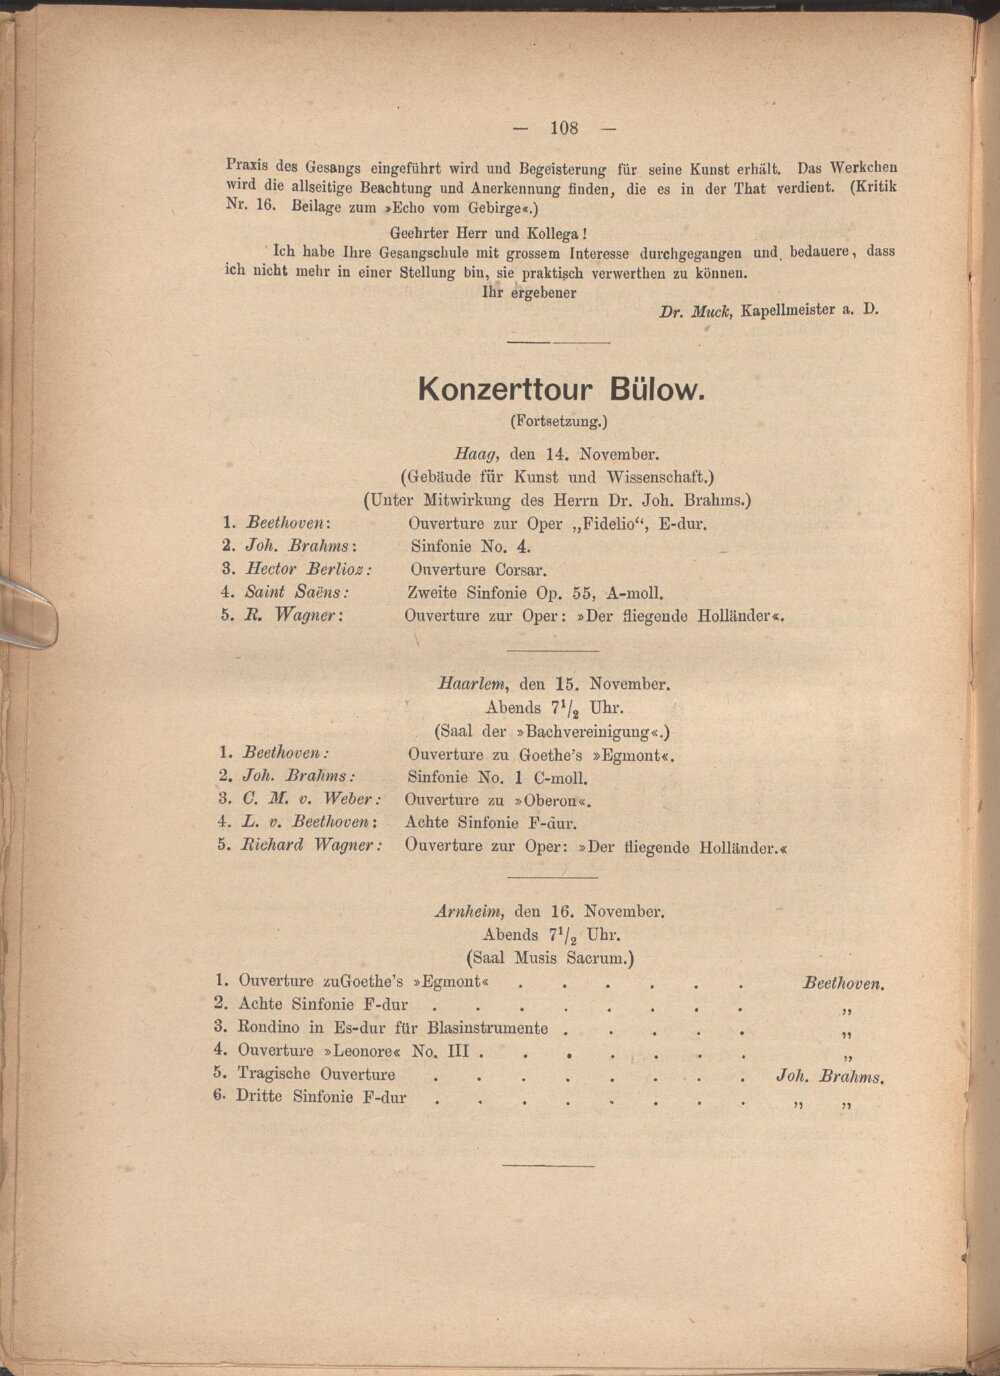 — 108 —
Praxis des Gesangs eingeführt wird und Begeisterung für seine Kunst erhält. Das Werkchen
wird die allseitige Beachtung und Anerkennung finden, die es in der That verdient. (Kritik
Nr. 16. Beilage zum »Echo vom Gebirge«.)
Geehrter Herr und Kollega!
Ich habe Ihre Gesangschule mit grossem Interesse durchgegangen und bedauere, dass
ich nicht mehr in einer Stellung bin, sie praktisch verwerthen zu können.
Ihr ergebener
Dr. Muck, Kapellmeister a. D.
Konzerttour Bülow.
(Fortsetzung.)
Haag, den 14. November.
(Gebäude für Kunst und Wissenschaft.)
(Unter Mitwirkung des Herrn Dr. Joh. Brahms.)
1. Beethoven: Ouverture zur Oper „Fidelio“, E-dur.
2. Joh. Brahms: Sinfonie No. 4.
3. Hector Berlioz: Ouverture Corsar.
4. Saint Saëns: Zweite Sinfonie Op. 55, A-moll.
5. R. Wagner: Ouverture zur Oper: »Der fliegende Holländer«.
Haarlem, den 15. November.
Abends 7¹/₂ Uhr.
(Saal der »Bachvereinigung«.)
1. Beethoven: Ouverture zu Goethe's »Egmont«.
2. Joh. Brahms: Sinfonie No. 1 C-moll.
3. C. M. v. Weber: Ouverture zu »Oberon«.
4. L. v. Beethoven: Achte Sinfonie F-dur.
5. Richard Wagner: Ouverture zur Oper: »Der fliegende Holländer.«
Arnheim, den 16. November.
Abends 7¹/₂ Uhr.
(Saal Musis Sacrum.)
1. Ouverture zuGoethe's »Egmont« . . . . . . Beethoven.
2. Achte Sinfonie F-dur . . . . . . . . „
3. Rondino in Es-dur für Blasinstrumente . . . . . „
4. Ouverture »Leonore« No. III . . . . . . . „
5. Tragische Ouverture . . . . . . . . Joh. Brahms.
6. Dritte Sinfonie F-dur . . . . . . . . „ „